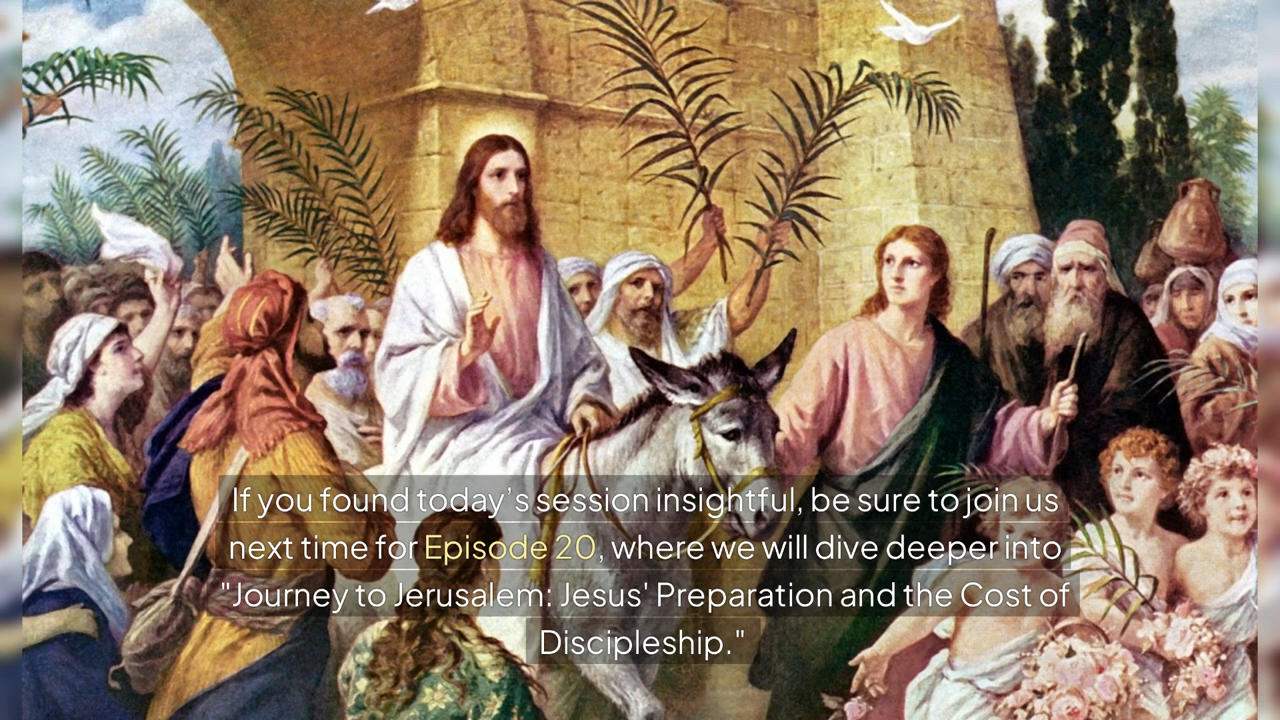 If you found today’s session insightful, be sure to join us
next time for Episode 20, where we will dive deeper into
"Journey to Jerusalem: Jesus' Preparation and the Cost of
Discipleship."